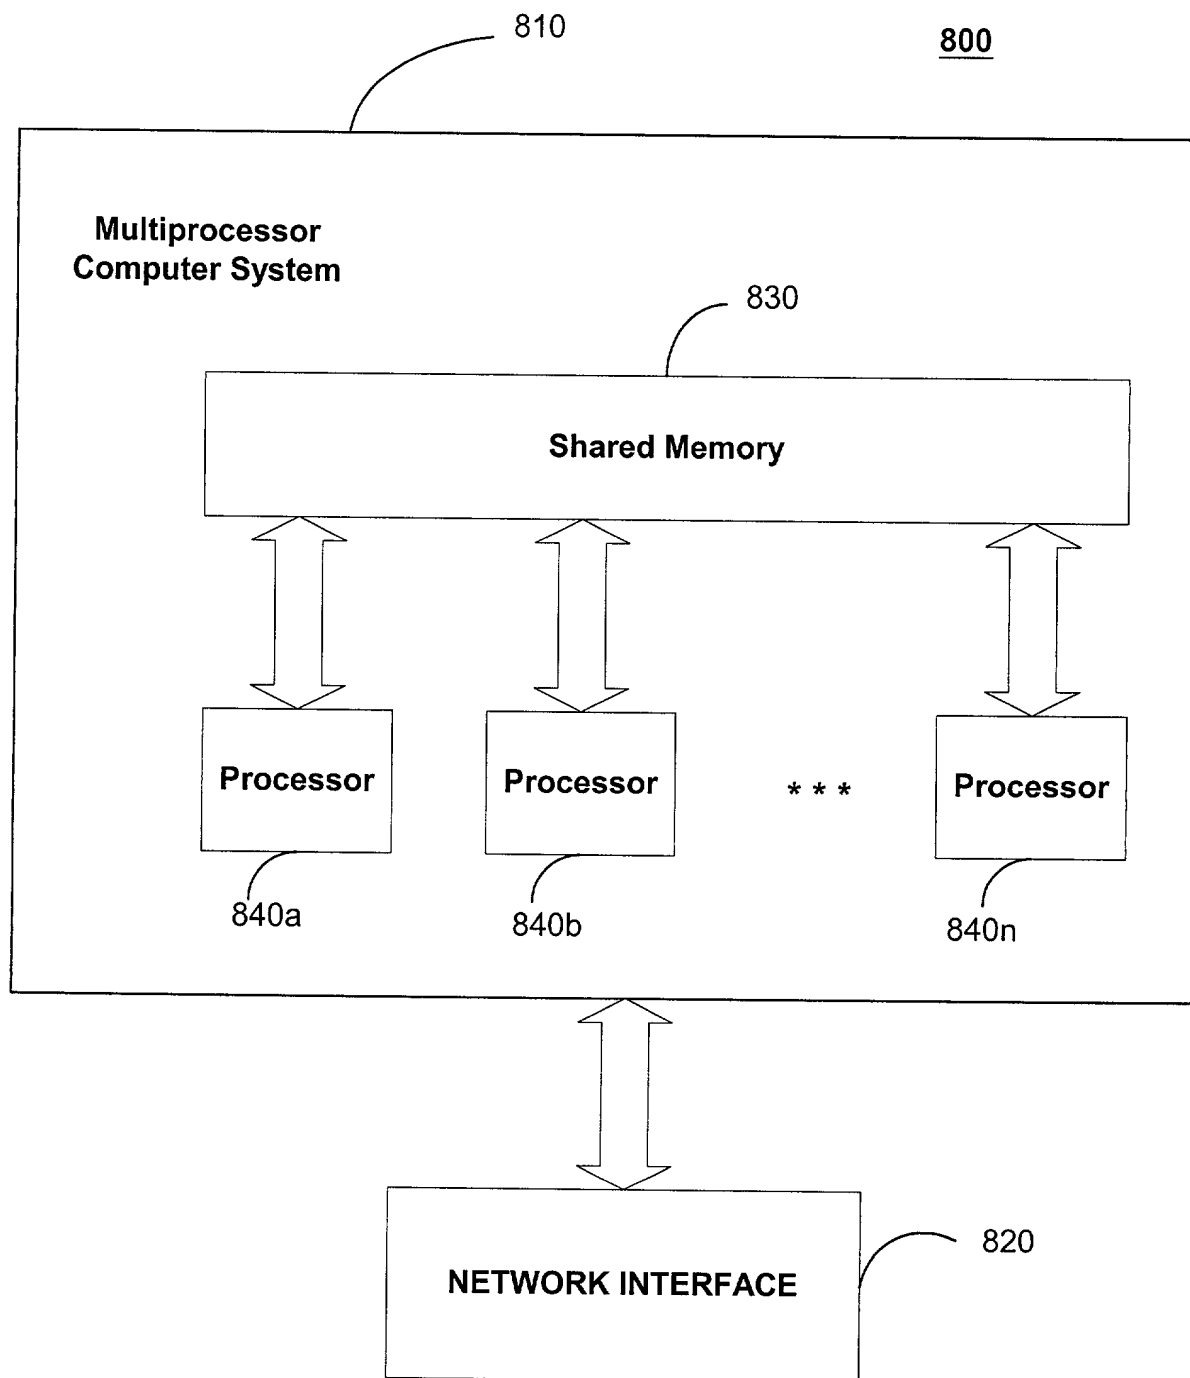 810
800
Multiprocessor
Computer System
830
Shared Memory
Processor
Processor
* * *
Processor
840a
840b
840n
820
NETWORK INTERFACE